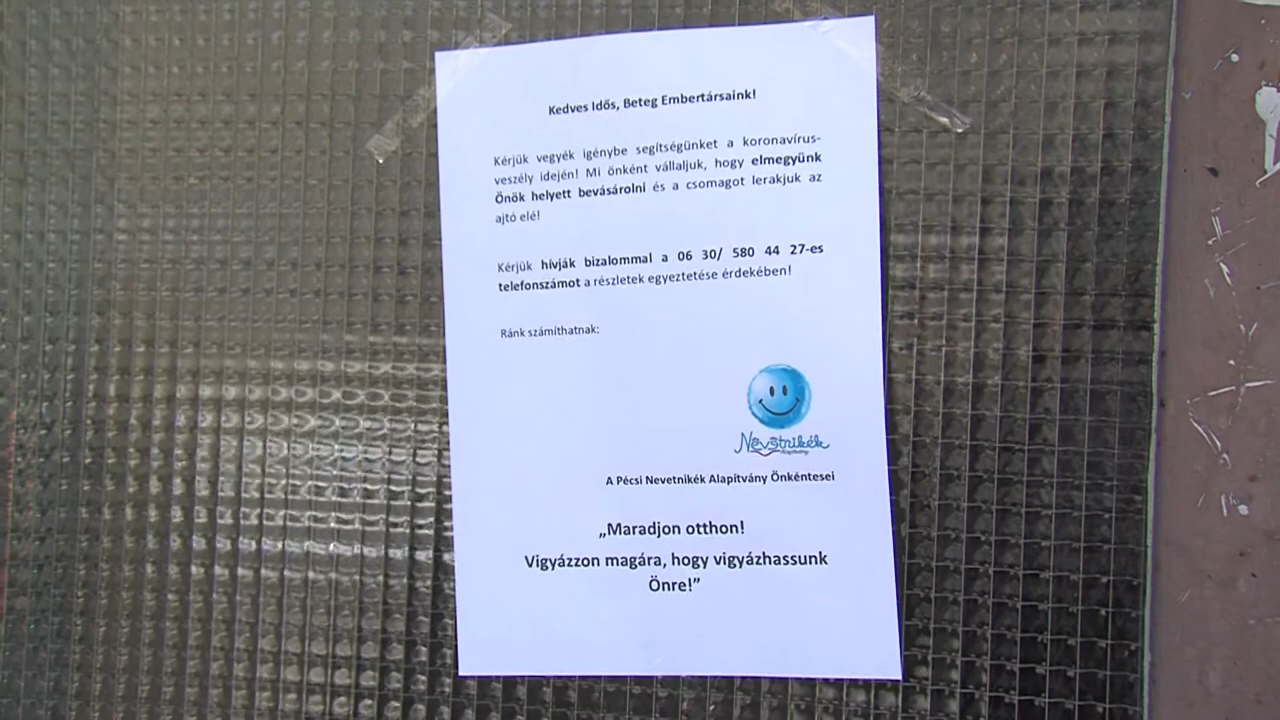 Kedves Idős, Beteg Embertársaink!
Kérjük vegyék igénybe segítségünket a koronavírus-
veszély idején! Mi önként vállaljuk, hogy elmegyünk
Önök helyett bevásárolni és a csomagot lerakjuk az
ajtó elé!
Kérjük hívják bizalommal a 06 30/ 580 44 27-es
telefonszámot a részletek egyeztetése érdekében!
Ránk számíthatnak:
Nevetnikék
Alapítvány
A Pécsi Nevetnikék Alapítvány Önkéntesei
„Maradjon otthon!
Vigyázzon magára, hogy vigyázhassunk
Önre!”